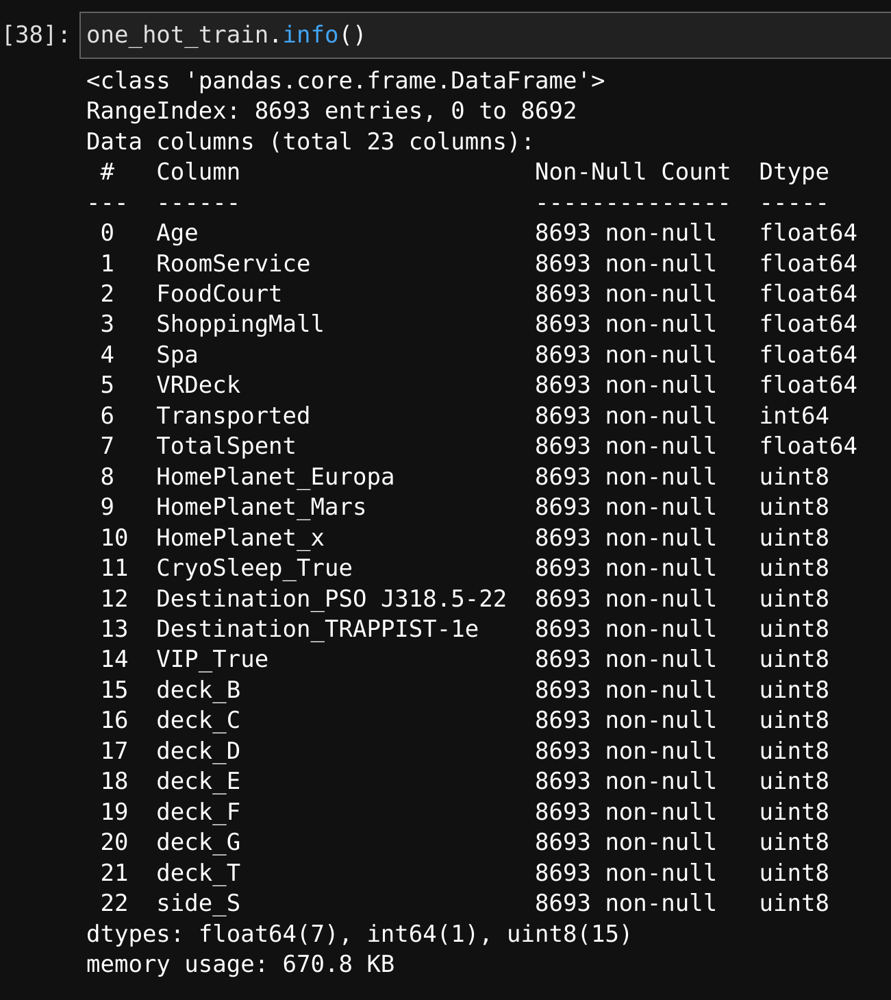 [38]: one_hot_train.info()
<class 'pandas.core.frame.DataFrame'>
RangeIndex: 8693 entries, 0 to 8692
Data columns (total 23 columns):
 #   Column                     Non-Null Count  Dtype
---  ------                     --------------  -----
 0   Age                        8693 non-null   float64
 1   RoomService                8693 non-null   float64
 2   FoodCourt                  8693 non-null   float64
 3   ShoppingMall               8693 non-null   float64
 4   Spa                        8693 non-null   float64
 5   VRDeck                     8693 non-null   float64
 6   Transported                8693 non-null   int64
 7   TotalSpent                 8693 non-null   float64
 8   HomePlanet_Europa          8693 non-null   uint8
 9   HomePlanet_Mars            8693 non-null   uint8
 10  HomePlanet_x               8693 non-null   uint8
 11  CryoSleep_True             8693 non-null   uint8
 12  Destination_PSO J318.5-22  8693 non-null   uint8
 13  Destination_TRAPPIST-1e    8693 non-null   uint8
 14  VIP_True                   8693 non-null   uint8
 15  deck_B                     8693 non-null   uint8
 16  deck_C                     8693 non-null   uint8
 17  deck_D                     8693 non-null   uint8
 18  deck_E                     8693 non-null   uint8
 19  deck_F                     8693 non-null   uint8
 20  deck_G                     8693 non-null   uint8
 21  deck_T                     8693 non-null   uint8
 22  side_S                     8693 non-null   uint8
dtypes: float64(7), int64(1), uint8(15)
memory usage: 670.8 KB